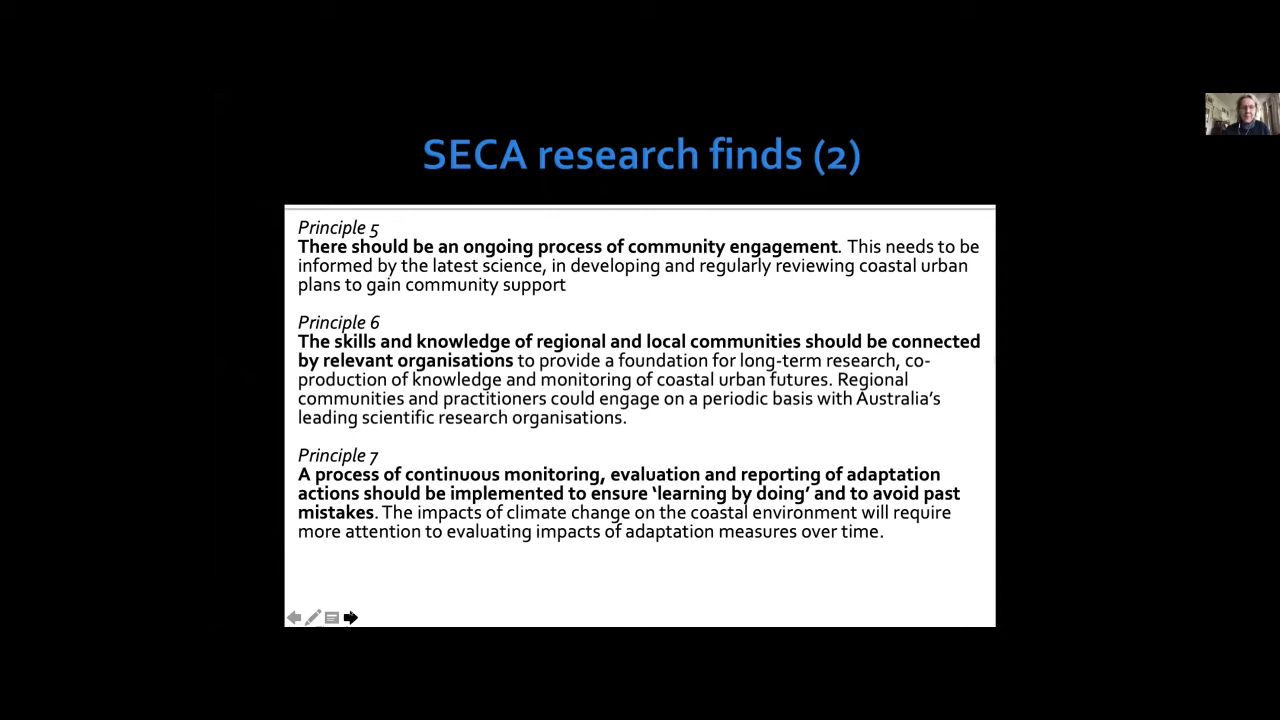 SECA research finds (2)
Principle 5
There should be an ongoing process of community engagement. This needs to be
informed by the latest science, in developing and regularly reviewing coastal urban
plans to gain community support
Principle 6
The skills and knowledge of regional and local communities should be connected
by relevant organisations to provide a foundation for long-term research, co-
production of knowledge and monitoring of coastal urban futures. Regional
communities and practitioners could engage on a periodic basis with Australia’s
leading scientific research organisations.
Principle 7
A process of continuous monitoring, evaluation and reporting of adaptation
actions should be implemented to ensure ‘learning by doing’ and to avoid past
mistakes. The impacts of climate change on the coastal environment will require
more attention to evaluating impacts of adaptation measures over time.